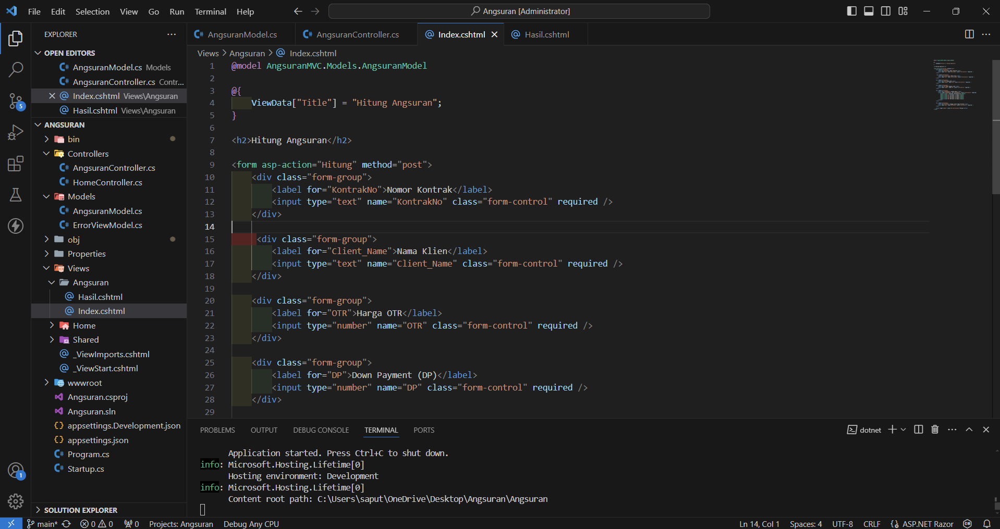 File Edit Selection View Go Run Terminal Help
Angsuran [Administrator]
EXPLORER
OPEN EDITORS
AngsuranModel.cs Models
AngsuranController.cs Contr...
Index.cshtml Views\Angsuran
Hasil.cshtml Views\Angsuran
ANGSURAN
bin
Controllers
AngsuranController.cs
HomeController.cs
Models
AngsuranModel.cs
ErrorViewModel.cs
obj
Properties
Views
Angsuran
Hasil.cshtml
Index.cshtml
Home
Shared
_ViewImports.cshtml
_ViewStart.cshtml
wwwroot
Angsuran.csproj
Angsuran.sln
appsettings.Development.json
appsettings.json
Program.cs
Startup.cs
SOLUTION EXPLORER
5
1
AngsuranModel.cs AngsuranController.cs Index.cshtml Hasil.cshtml
Views > Angsuran > Index.cshtml
1 @model AngsuranMVC.Models.AngsuranModel
2
3 @{
4 ViewData["Title"] = "Hitung Angsuran";
5 }
6
7 <h2>Hitung Angsuran</h2>
8
9 <form asp-action="Hitung" method="post">
10 <div class="form-group">
11 <label for="KontrakNo">Nomor Kontrak</label>
12 <input type="text" name="KontrakNo" class="form-control" required />
13 </div>
14
15 <div class="form-group">
16 <label for="Client_Name">Nama Klien</label>
17 <input type="text" name="Client_Name" class="form-control" required />
18 </div>
19
20 <div class="form-group">
21 <label for="OTR">Harga OTR</label>
22 <input type="number" name="OTR" class="form-control" required />
23 </div>
24
25 <div class="form-group">
26 <label for="DP">Down Payment (DP)</label>
27 <input type="number" name="DP" class="form-control" required />
28 </div>
29
PROBLEMS OUTPUT DEBUG CONSOLE TERMINAL PORTS
dotnet
Application started. Press Ctrl+C to shut down.
info: Microsoft.Hosting.Lifetime[0]
Hosting environment: Development
info: Microsoft.Hosting.Lifetime[0]
Content root path: C:\Users\saput\OneDrive\Desktop\Angsuran\Angsuran
main* 0 0 0 Projects: Angsuran Debug Any CPU Ln 14, Col 1 Spaces: 4 UTF-8 CRLF ASP.NET Razor